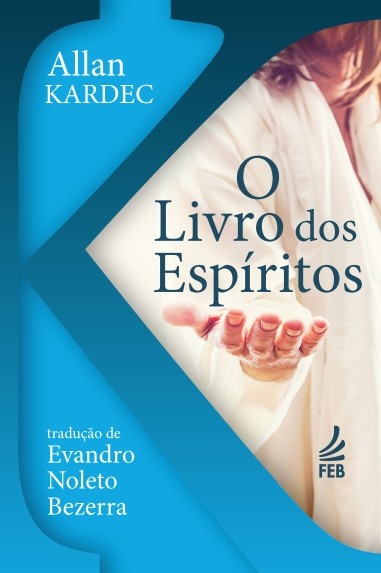 Allan
KARDEC
O
Livro dos
Espíritos
tradução de
Evandro
Noleto
Bezerra
FEB